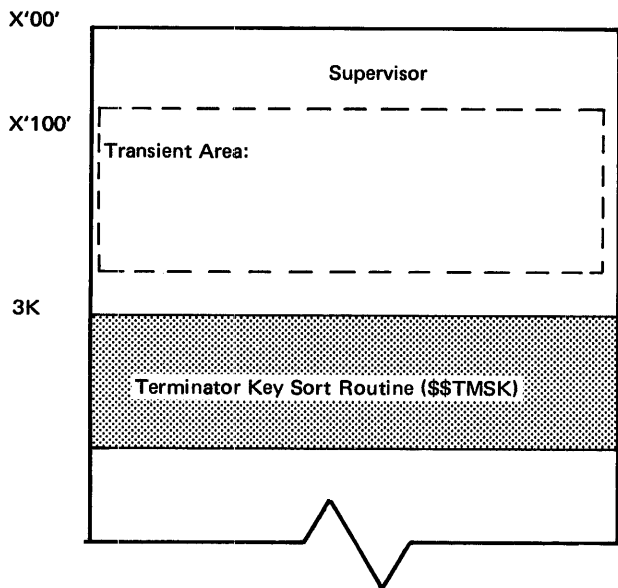 X'00'
Supervisor
X'100'
Transient Area:
3K
Terminator Key Sort Routine ($$TMSK)